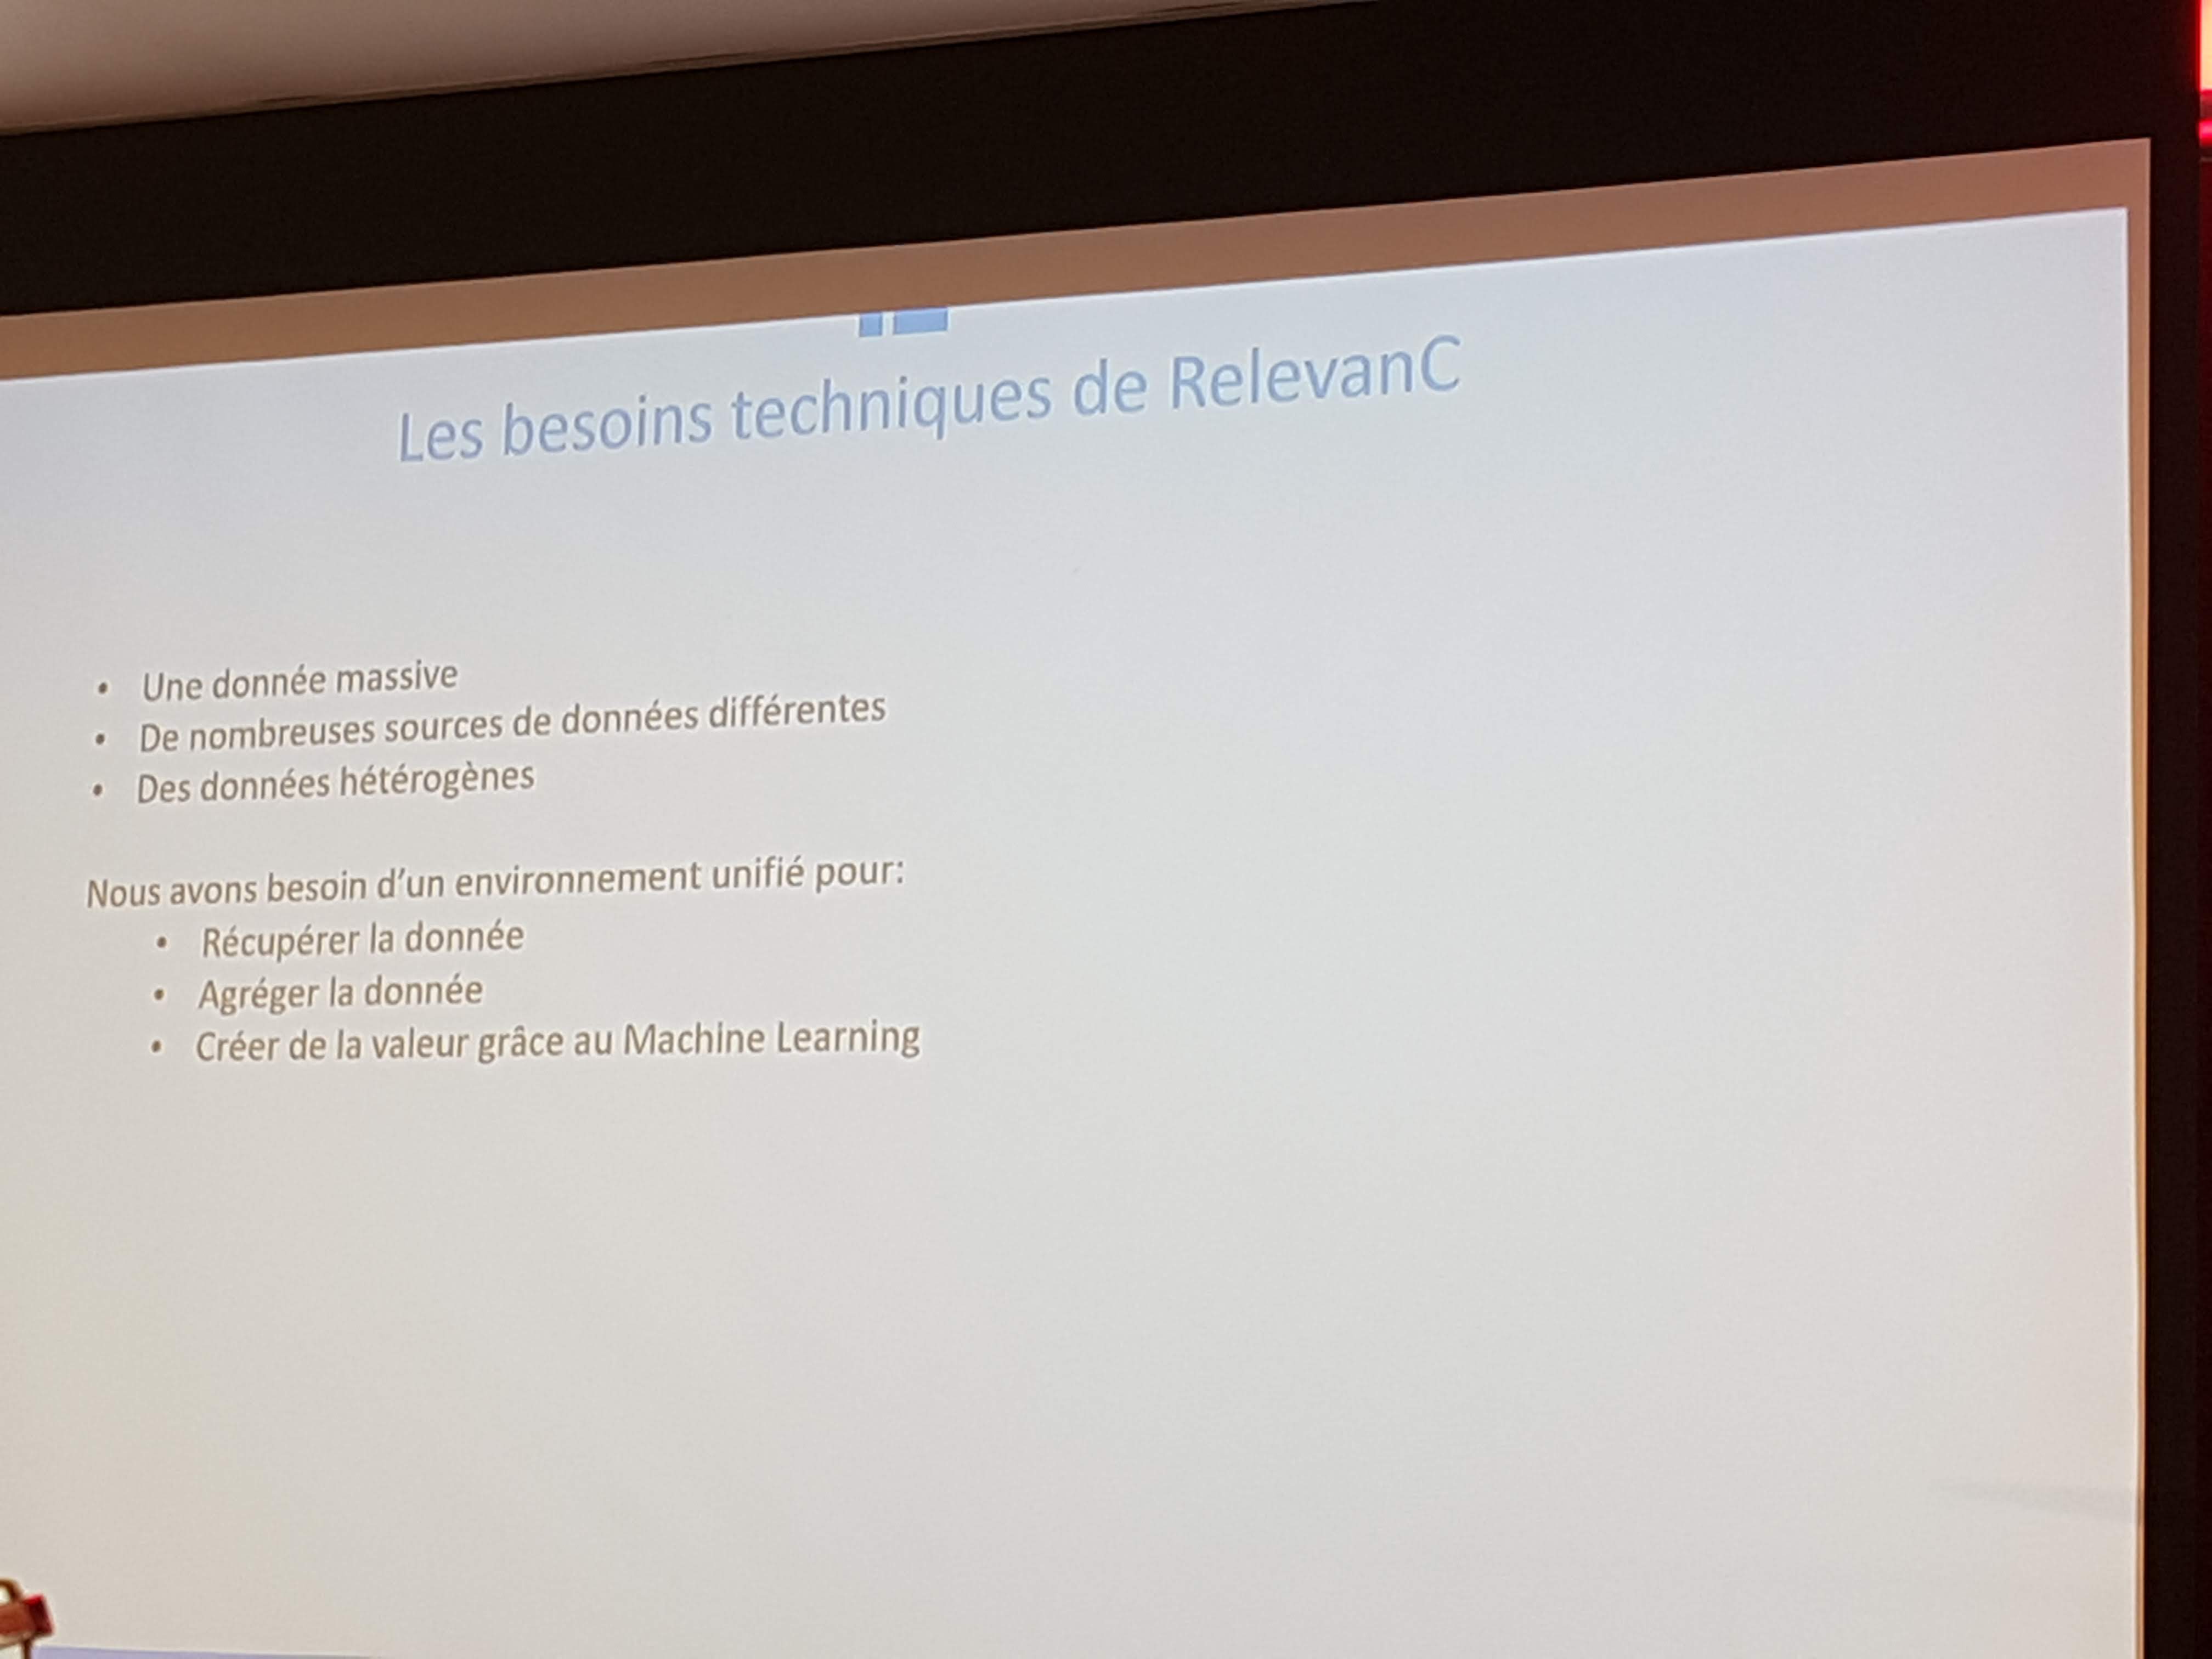 Les besoins techniques de RelevanC
• Une donnée massive
• De nombreuses sources de données différentes
• Des données hétérogènes
Nous avons besoin d'un environnement unifié pour:
• Récupérer la donnée
• Agréger la donnée
• Créer de la valeur grâce au Machine Learning